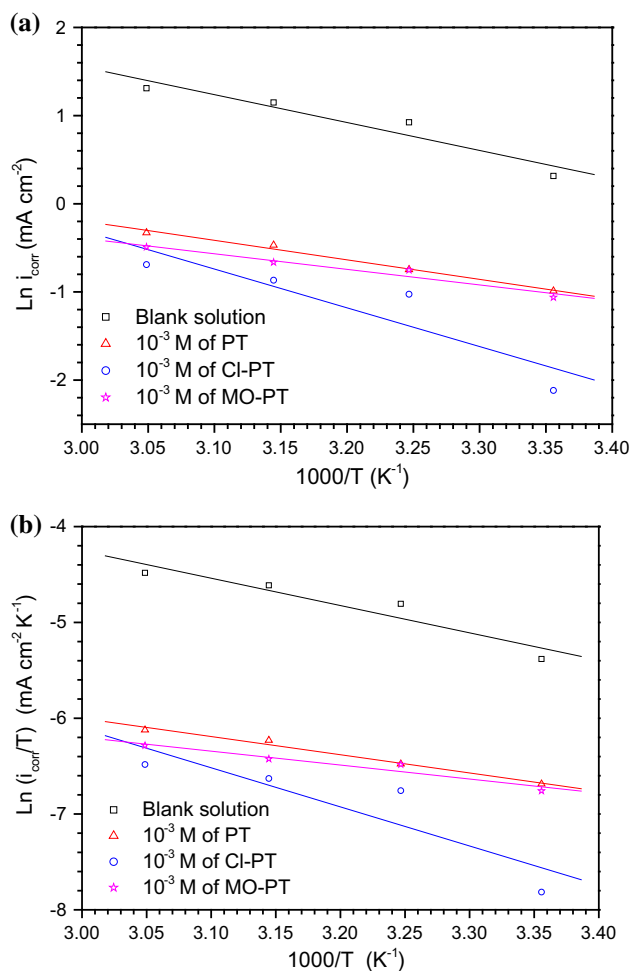 (a)
2
1
0
-1
-2
Ln i_corr (mA cm⁻²)
Blank solution
10⁻³ M of PT
10⁻³ M of Cl-PT
10⁻³ M of MO-PT
3.00 3.05 3.10 3.15 3.20 3.25 3.30 3.35 3.40
1000/T (K⁻¹)
(b)
-4
-5
-6
-7
-8
Ln (i_corr/T) (mA cm⁻² K⁻¹)
Blank solution
10⁻³ M of PT
10⁻³ M of Cl-PT
10⁻³ M of MO-PT
3.00 3.05 3.10 3.15 3.20 3.25 3.30 3.35 3.40
1000/T (K⁻¹)